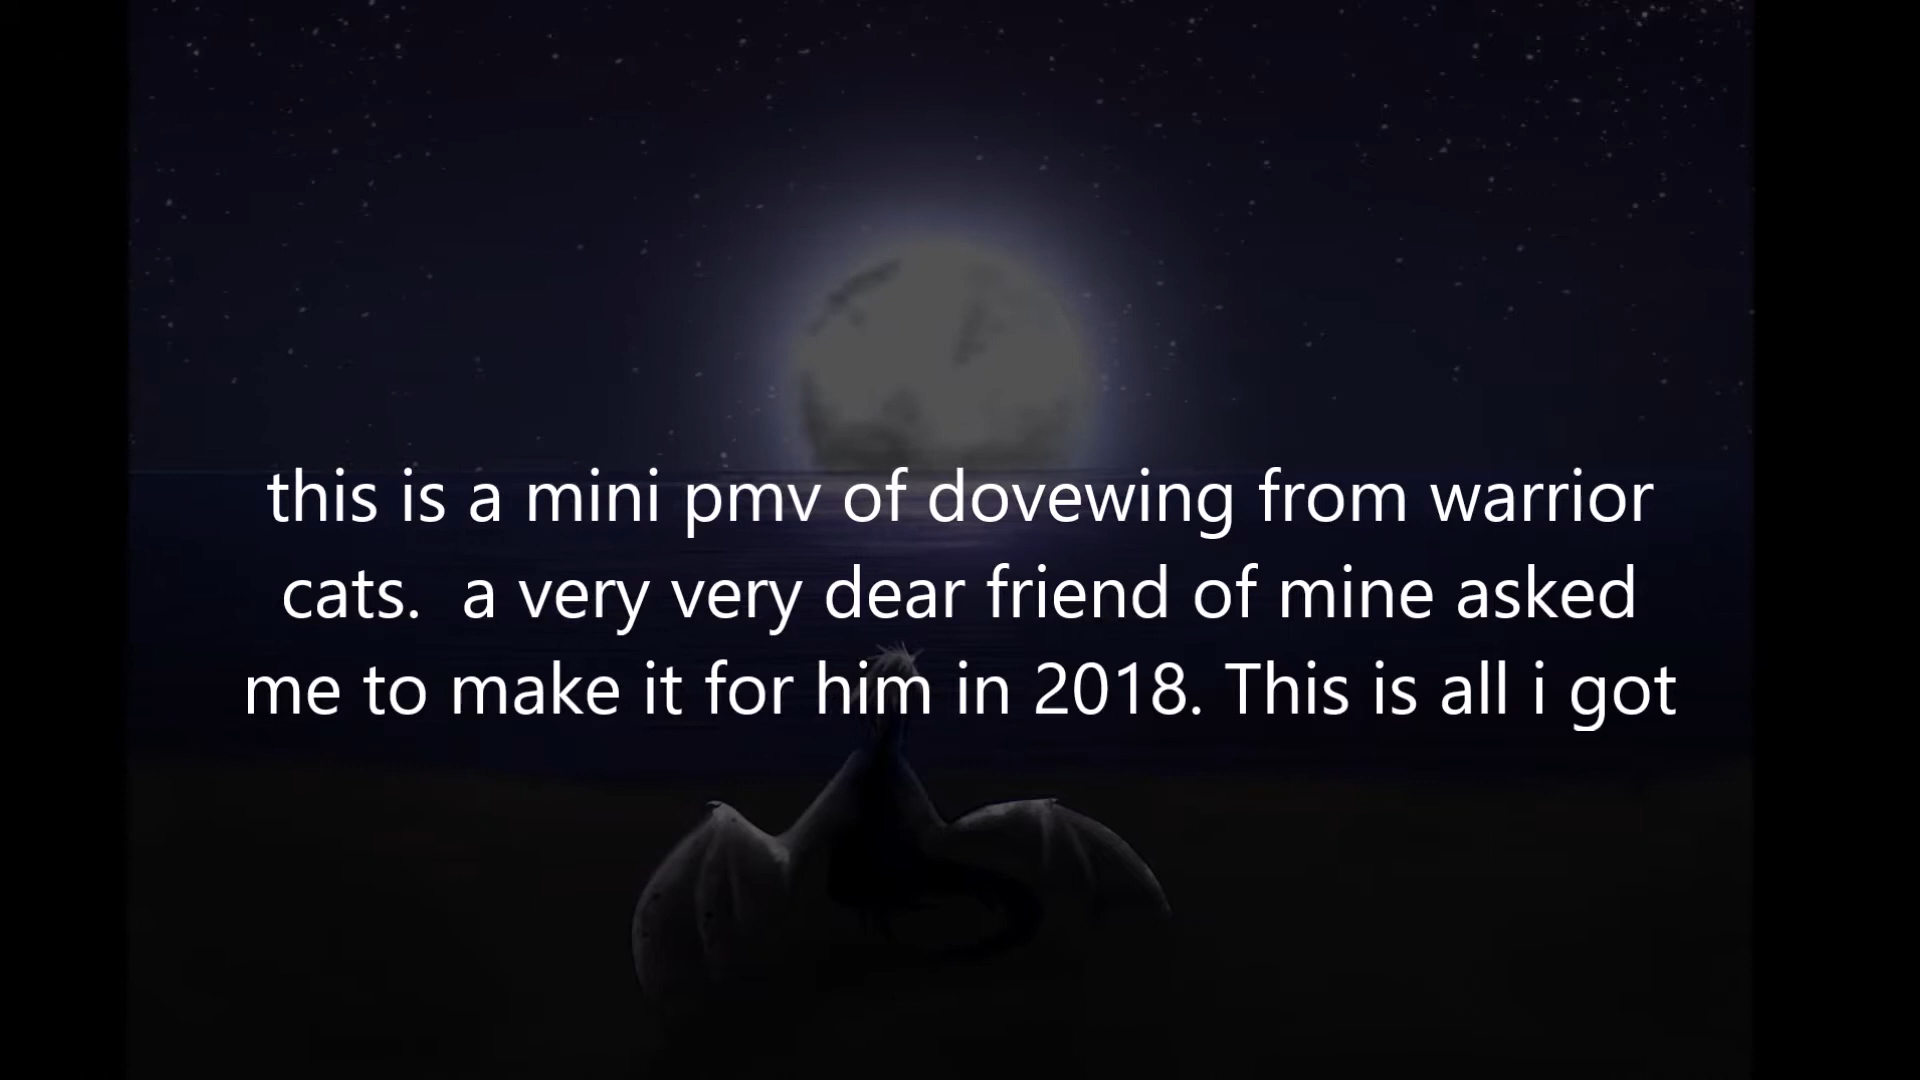 this is a mini pmv of dovewing from warrior
cats.  a very very dear friend of mine asked
me to make it for him in 2018. This is all i got